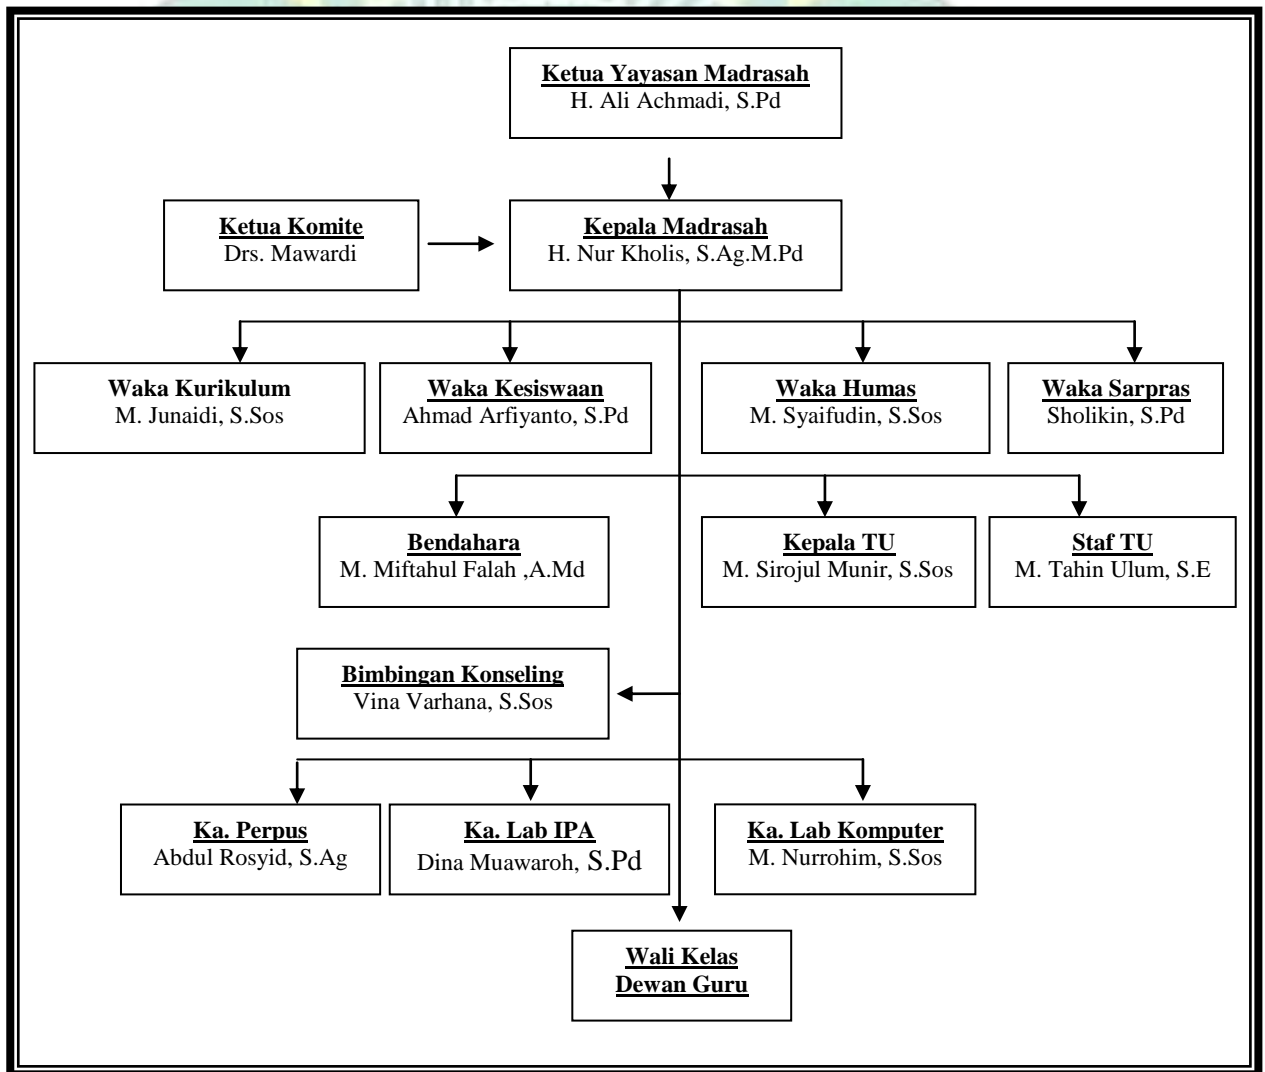 Ketua Yayasan Madrasah
H. Ali Achmadi, S.Pd
Ketua Komite
Drs. Mawardi
Kepala Madrasah
H. Nur Kholis, S.Ag.M.Pd
Waka Kurikulum
M. Junaidi, S.Sos
Waka Kesiswaan
Ahmad Arfiyanto, S.Pd
Waka Humas
M. Syaifudin, S.Sos
Waka Sarpras
Sholikin, S.Pd
Bendahara
M. Miftahul Falah ,A.Md
Kepala TU
M. Sirojul Munir, S.Sos
Staf TU
M. Tahin Ulum, S.E
Bimbingan Konseling
Vina Varhana, S.Sos
Ka. Perpus
Abdul Rosyid, S.Ag
Ka. Lab IPA
Dina Muawaroh, S.Pd
Ka. Lab Komputer
M. Nurrohim, S.Sos
Wali Kelas
Dewan Guru